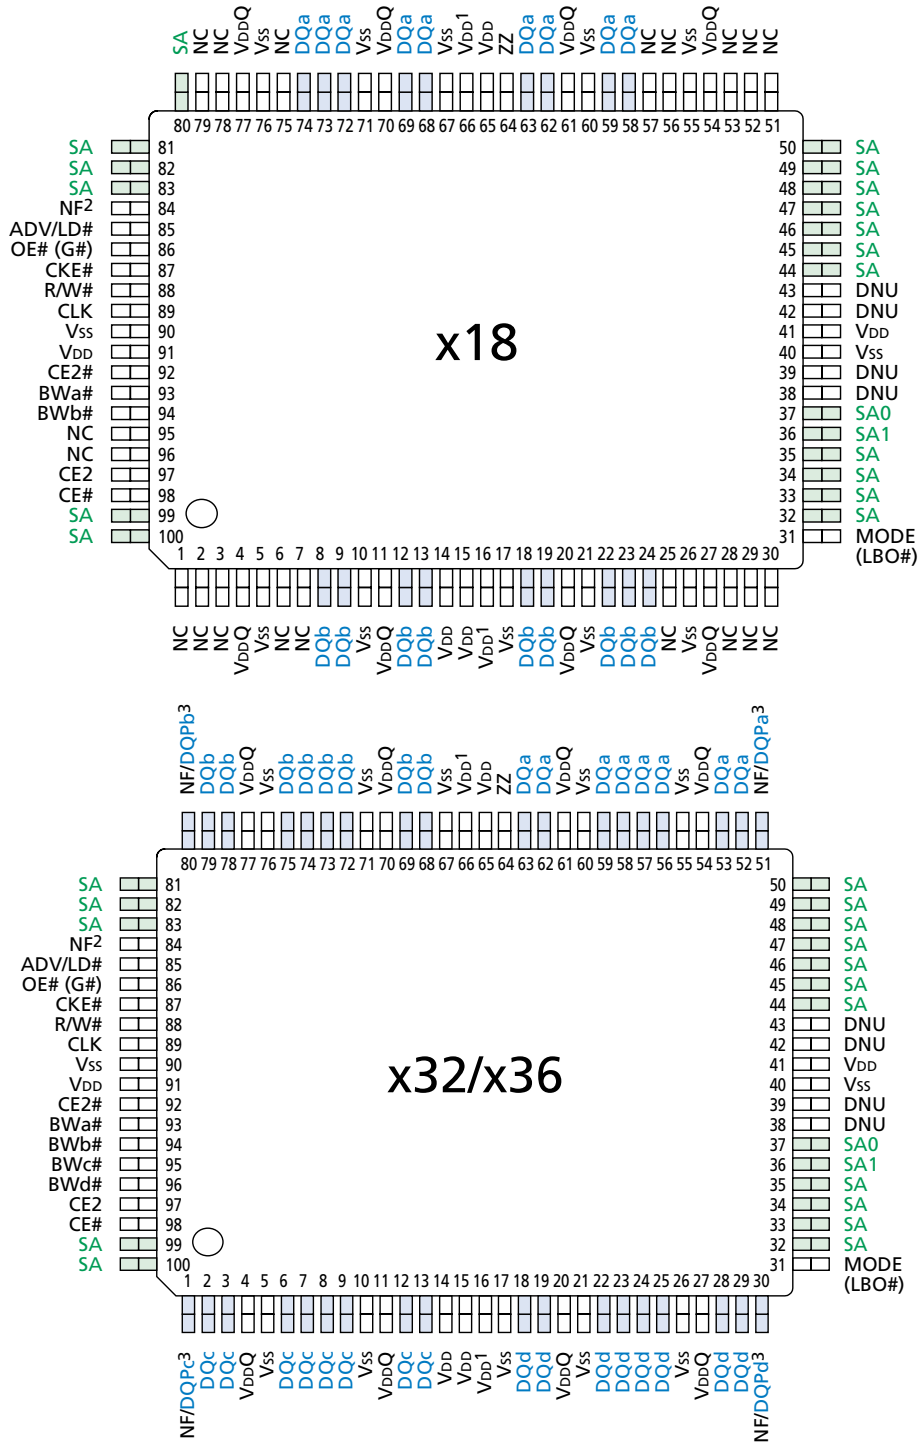 SA NC NC VDDQ VSS NC DQa DQa DQa VSS VDDQ DQa DQa VSS VDD1 VDD ZZ DQa DQa VDDQ VSS DQa DQa NC NC VSS VDDQ NC NC NC
80 79 78 77 76 75 74 73 72 71 70 69 68 67 66 65 64 63 62 61 60 59 58 57 56 55 54 53 52 51
SA 81 50 SA
SA 82 49 SA
SA 83 48 SA
NF2 84 47 SA
ADV/LD# 85 46 SA
OE# (G#) 86 45 SA
CKE# 87 44 SA
R/W# 88 43 DNU
CLK 89 42 DNU
VSS 90 41 VDD
x18
VDD 91 40 VSS
CE2# 92 39 DNU
BWa# 93 38 DNU
BWb# 94 37 SA0
NC 95 36 SA1
NC 96 35 SA
CE2 97 34 SA
CE# 98 33 SA
SA 99 32 SA
SA 100 31 MODE
(LBO#)
1 2 3 4 5 6 7 8 9 10 11 12 13 14 15 16 17 18 19 20 21 22 23 24 25 26 27 28 29 30
NC NC NC VDDQ VSS NC NC DQb DQb VSS VDDQ DQb DQb VDD VDD VDD1 VSS DQb DQb VDDQ VSS DQb DQb DQb NC VSS VDDQ NC NC NC
NF/DQPb3 DQb DQb VDDQ VSS DQb DQb DQb DQb VSS VDDQ DQb DQb VSS VDD1 VDD ZZ DQa DQa VDDQ VSS DQa DQa DQa DQa VSS VDDQ DQa DQa NF/DQPa3
80 79 78 77 76 75 74 73 72 71 70 69 68 67 66 65 64 63 62 61 60 59 58 57 56 55 54 53 52 51
SA 81 50 SA
SA 82 49 SA
SA 83 48 SA
NF2 84 47 SA
ADV/LD# 85 46 SA
OE# (G#) 86 45 SA
CKE# 87 44 SA
R/W# 88 43 DNU
CLK 89 42 DNU
VSS 90 41 VDD
x32/x36
VDD 91 40 VSS
CE2# 92 39 DNU
BWa# 93 38 DNU
BWb# 94 37 SA0
BWc# 95 36 SA1
BWd# 96 35 SA
CE2 97 34 SA
CE# 98 33 SA
SA 99 32 SA
SA 100 31 MODE
(LBO#)
1 2 3 4 5 6 7 8 9 10 11 12 13 14 15 16 17 18 19 20 21 22 23 24 25 26 27 28 29 30
NF/DQPc3 DQc DQc VDDQ VSS DQc DQc DQc DQc VSS VDDQ DQc DQc VDD VDD VDD1 VSS DQd DQd VDDQ VSS DQd DQd DQd DQd VSS VDDQ DQd DQd NF/DQPd3